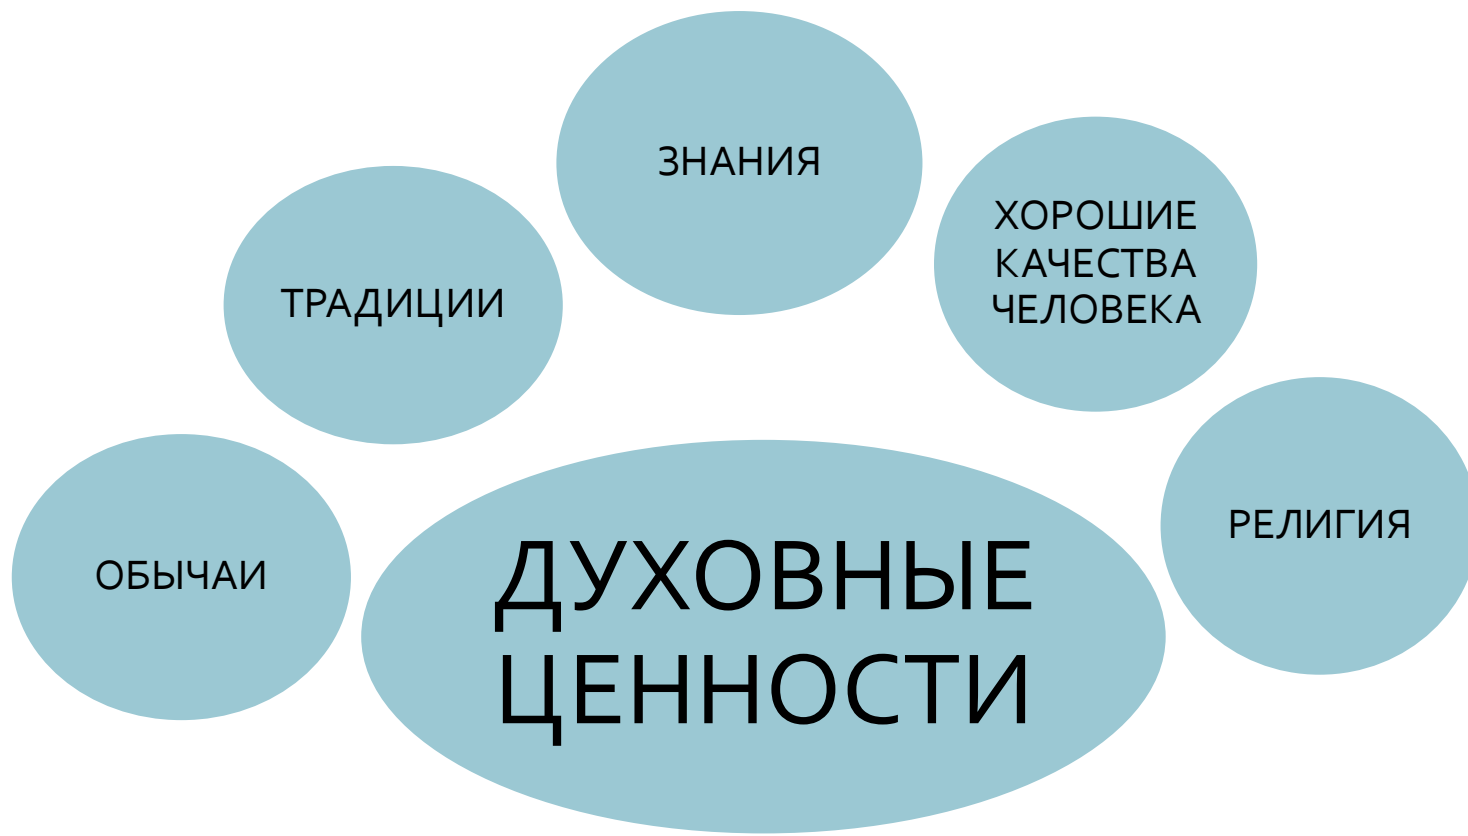 ЗНАНИЯ
ХОРОШИЕ
КАЧЕСТВА
ЧЕЛОВЕКА
ТРАДИЦИИ
РЕЛИГИЯ
ОБЫЧАИ
ДУХОВНЫЕ
ЦЕННОСТИ